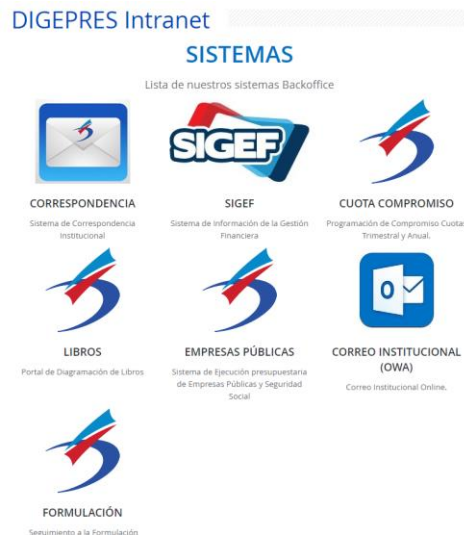 DIGEPRES Intranet
SISTEMAS
Lista de nuestros sistemas Backoffice
SIGEF
CORRESPONDENCIA
Sistema de Correspondencia
Institucional
SIGEF
Sistema de Información de la Gestión
Financiera
CUOTA COMPROMISO
Programación de Compromiso Cuotas
Trimestral y Anual.
LIBROS
Portal de Diagramación de Libros
EMPRESAS PÚBLICAS
Sistema de Ejecución presupuestaria
de Empresas Públicas y Seguridad
Social
O
CORREO INSTITUCIONAL
(OWA)
Correo Institucional Online.
FORMULACIÓN
Seguimiento a la Formulación